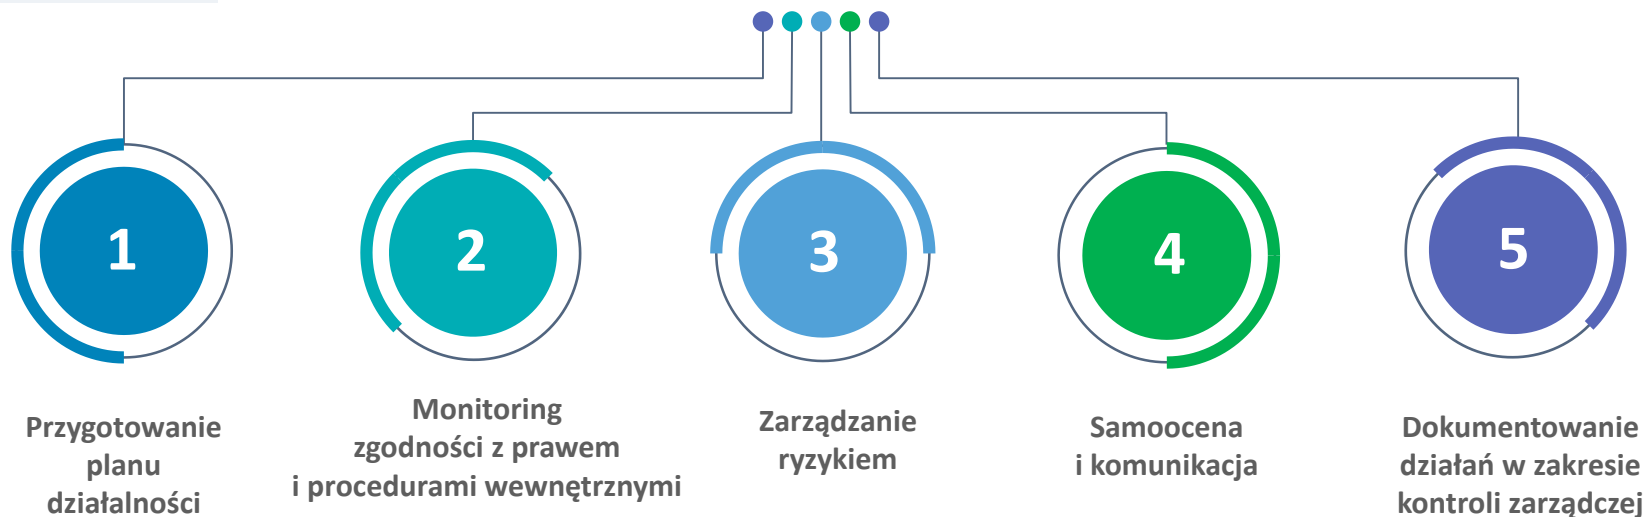 1
Przygotowanie
planu
działalności
2
Monitoring
zgodności z prawem
i procedurami wewnętrznymi
3
Zarządzanie
ryzykiem
4
Samoocena
i komunikacja
5
Dokumentowanie
działań w zakresie
kontroli zarządczej